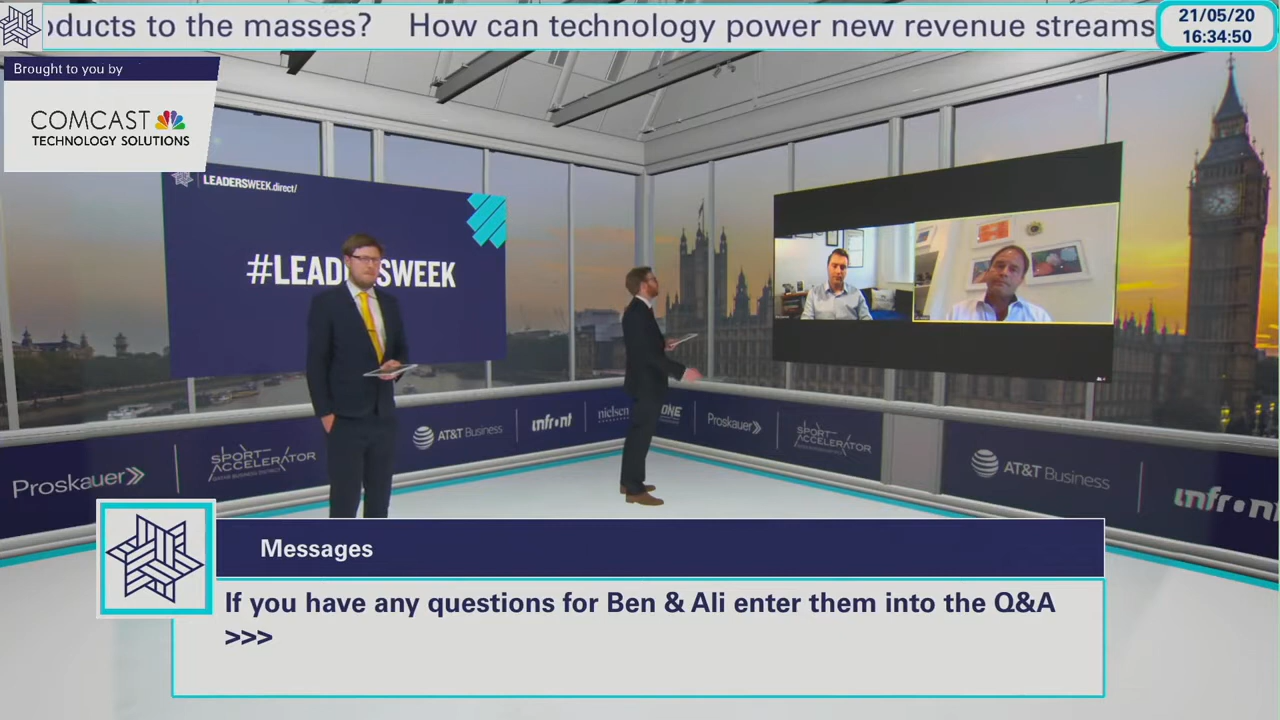 oducts to the masses? How can technology power new revenue streams
21/05/20
16:34:50
Brought to you by
COMCAST
TECHNOLOGY SOLUTIONS
LEADERSWEEK.direct/
#LEADERSWEEK
Proskauer
SPORT
ACCELERATOR
AT&T Business
infront
nielsen
ONE
Proskauer
SPORT
ACCELERATOR
AT&T Business
infront
Messages
If you have any questions for Ben & Ali enter them into the Q&A
>>>